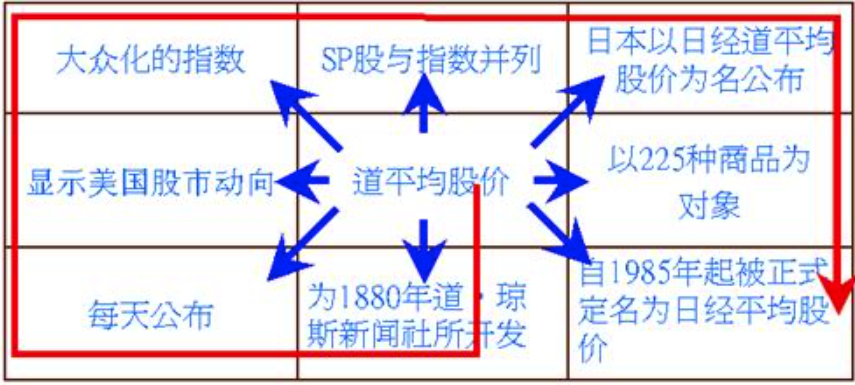 大众化的指数
SP股与指数并列
日本以日经道平均
股价为名公布
显示美国股市动向
道平均股价
以225种商品为
对象
每天公布
为1880年道·琼
斯新闻社所开发
自1985年起被正式
定名为日经平均股
价